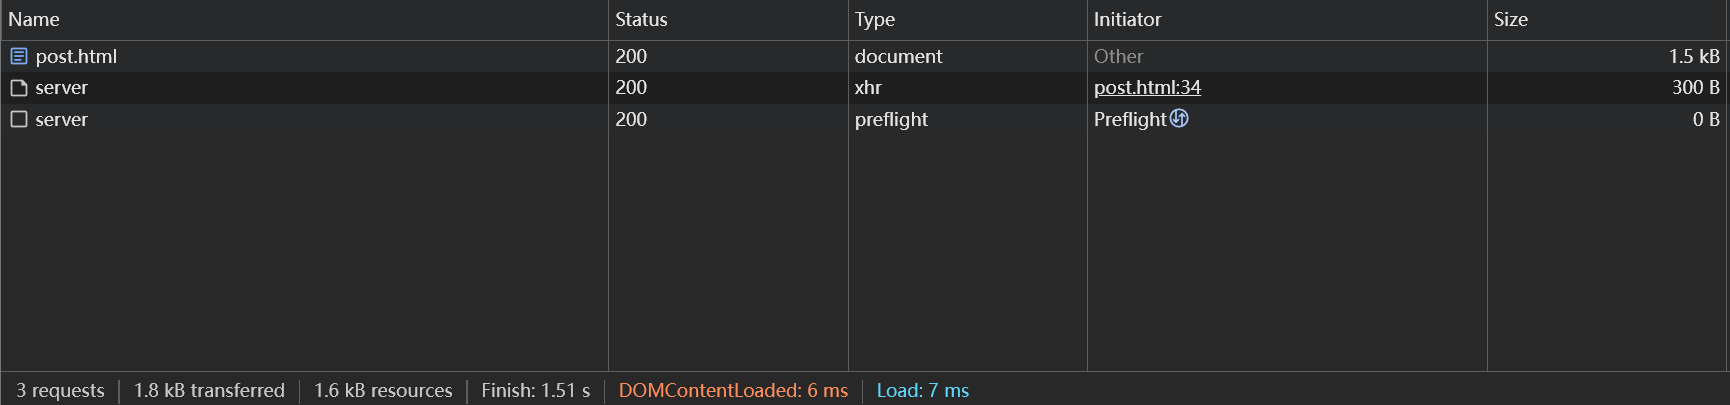 Name Status Type Initiator Size
post.html 200 document Other 1.5 kB
server 200 xhr post.html:34 300 B
server 200 preflight Preflight 0 B
3 requests 1.8 kB transferred 1.6 kB resources Finish: 1.51 s DOMContentLoaded: 6 ms Load: 7 ms